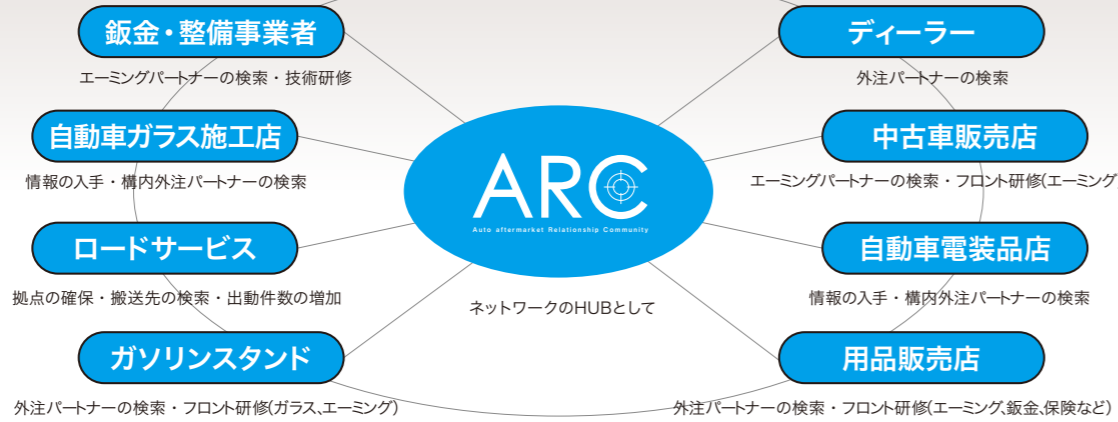 鈑金・整備事業者
エーミングパートナーの検索・技術研修
自動車ガラス施工店
情報の入手・構内外注パートナーの検索
ロードサービス
拠点の確保・搬送先の検索・出動件数の増加
ガソリンスタンド
外注パートナーの検索・フロント研修(ガラス、エーミング)
ARC
Auto aftermarket Relationship Community
ネットワークのHUBとして
ディーラー
外注パートナーの検索
中古車販売店
エーミングパートナーの検索・フロント研修(エーミング
自動車電装品店
情報の入手・構内外注パートナーの検索
用品販売店
外注パートナーの検索・フロント研修(エーミング、鈑金、保険など)